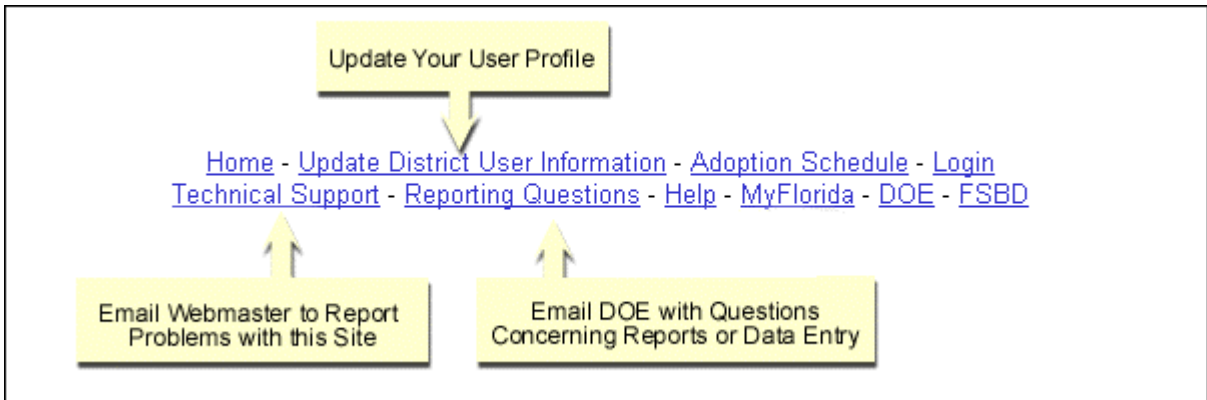 Update Your User Profile
Home - Update District User Information - Adoption Schedule - Login
Technical Support - Reporting Questions - Help - MyFlorida - DOE - FSBD
Email Webmaster to Report
Problems with this Site
Email DOE with Questions
Concerning Reports or Data Entry